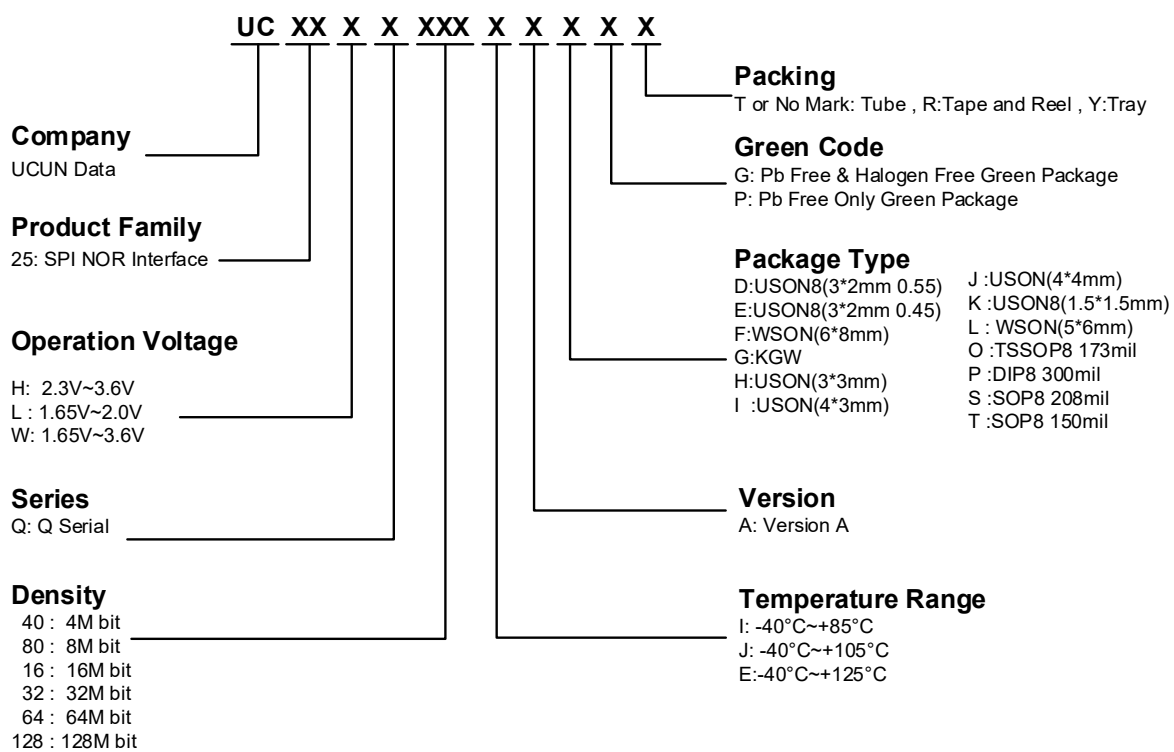 UC XX X X XXX X X X X X
Company
UCUN Data
Product Family
25: SPI NOR Interface
Operation Voltage
H: 2.3V~3.6V
L : 1.65V~2.0V
W: 1.65V~3.6V
Series
Q: Q Serial
Density
40 : 4M bit
80 : 8M bit
16 : 16M bit
32 : 32M bit
64 : 64M bit
128 : 128M bit
Packing
T or No Mark: Tube , R:Tape and Reel , Y:Tray
Green Code
G: Pb Free & Halogen Free Green Package
P: Pb Free Only Green Package
Package Type
D:USON8(3*2mm 0.55)
E:USON8(3*2mm 0.45)
F:WSON(6*8mm)
G:KGW
H:USON(3*3mm)
I :USON(4*3mm)
J :USON(4*4mm)
K :USON8(1.5*1.5mm)
L : WSON(5*6mm)
O :TSSOP8 173mil
P :DIP8 300mil
S :SOP8 208mil
T :SOP8 150mil
Version
A: Version A
Temperature Range
I: -40°C~+85°C
J: -40°C~+105°C
E:-40°C~+125°C